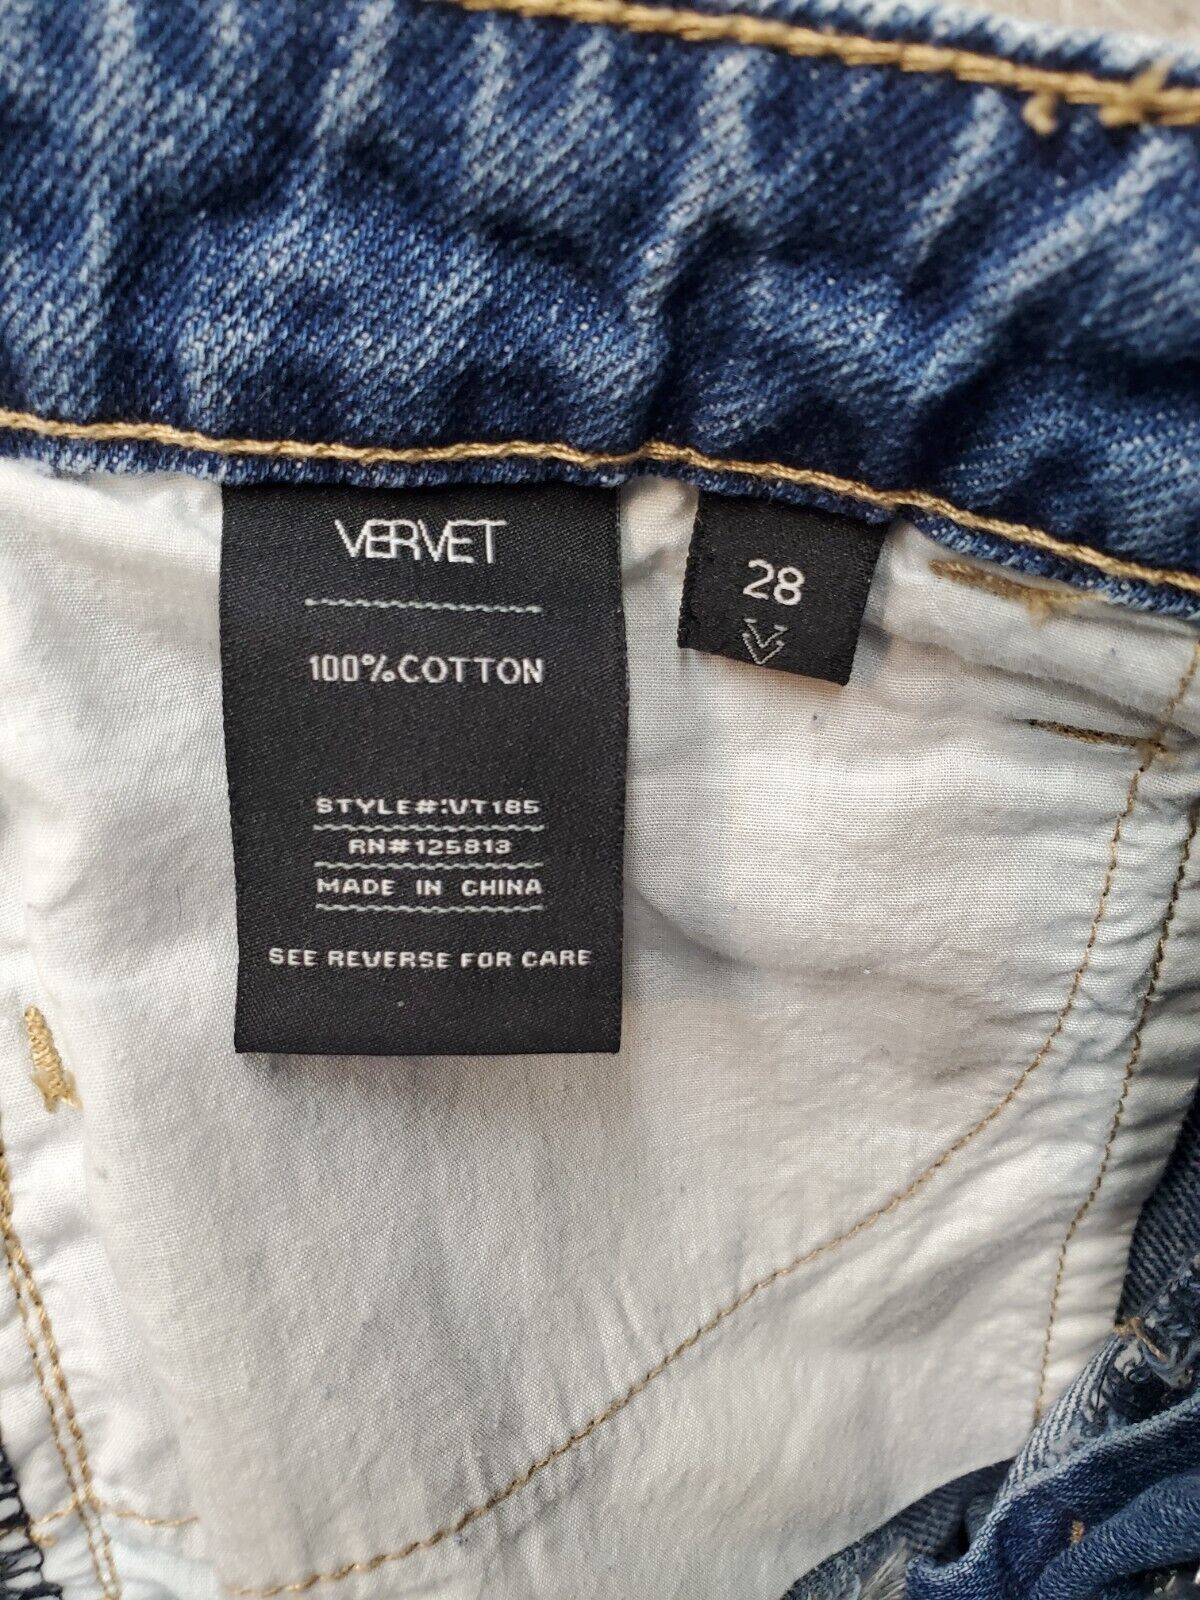 VERVET
100%COTTON
STYLE#:VT185
RN#125813
MADE IN CHINA
SEE REVERSE FOR CARE
28